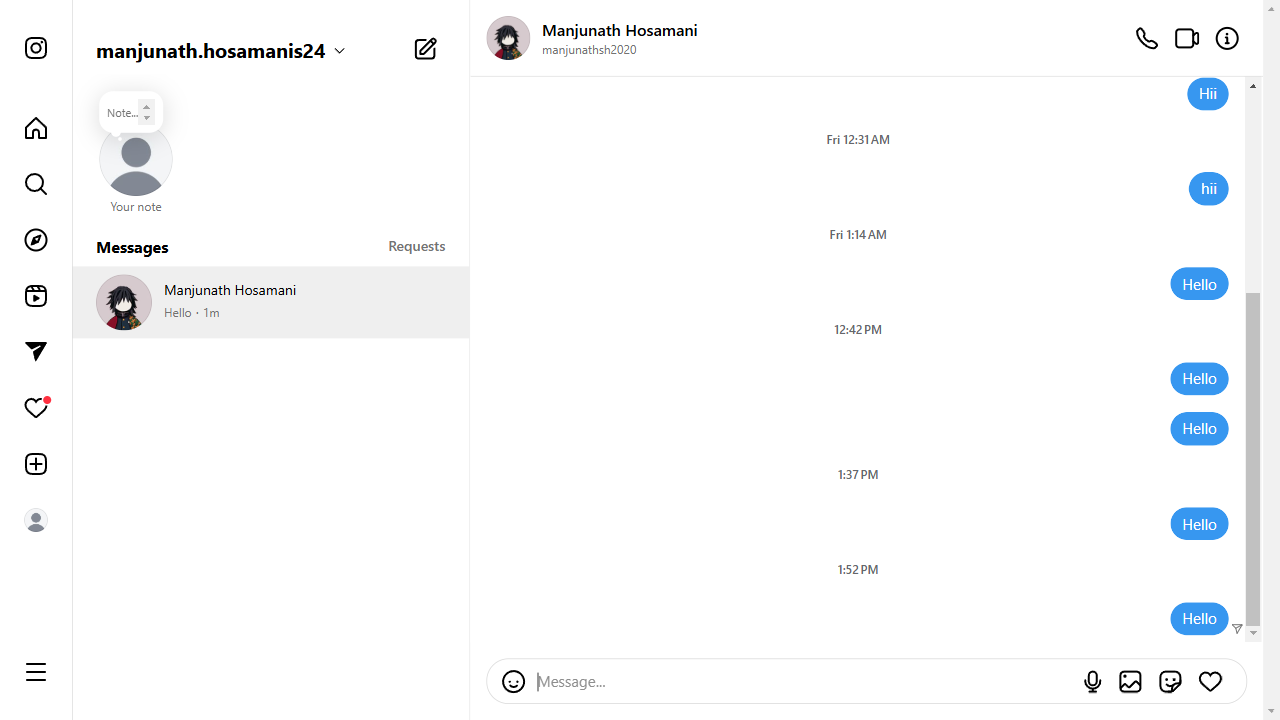 manjunath.hosamanis24
Note...
Your note
Messages
Requests
Manjunath Hosamani
Hello · 1m
Manjunath Hosamani
manjunathsh2020
Hii
Fri 12:31 AM
hii
Fri 1:14 AM
Hello
12:42 PM
Hello
Hello
1:37 PM
Hello
1:52 PM
Hello
Message...